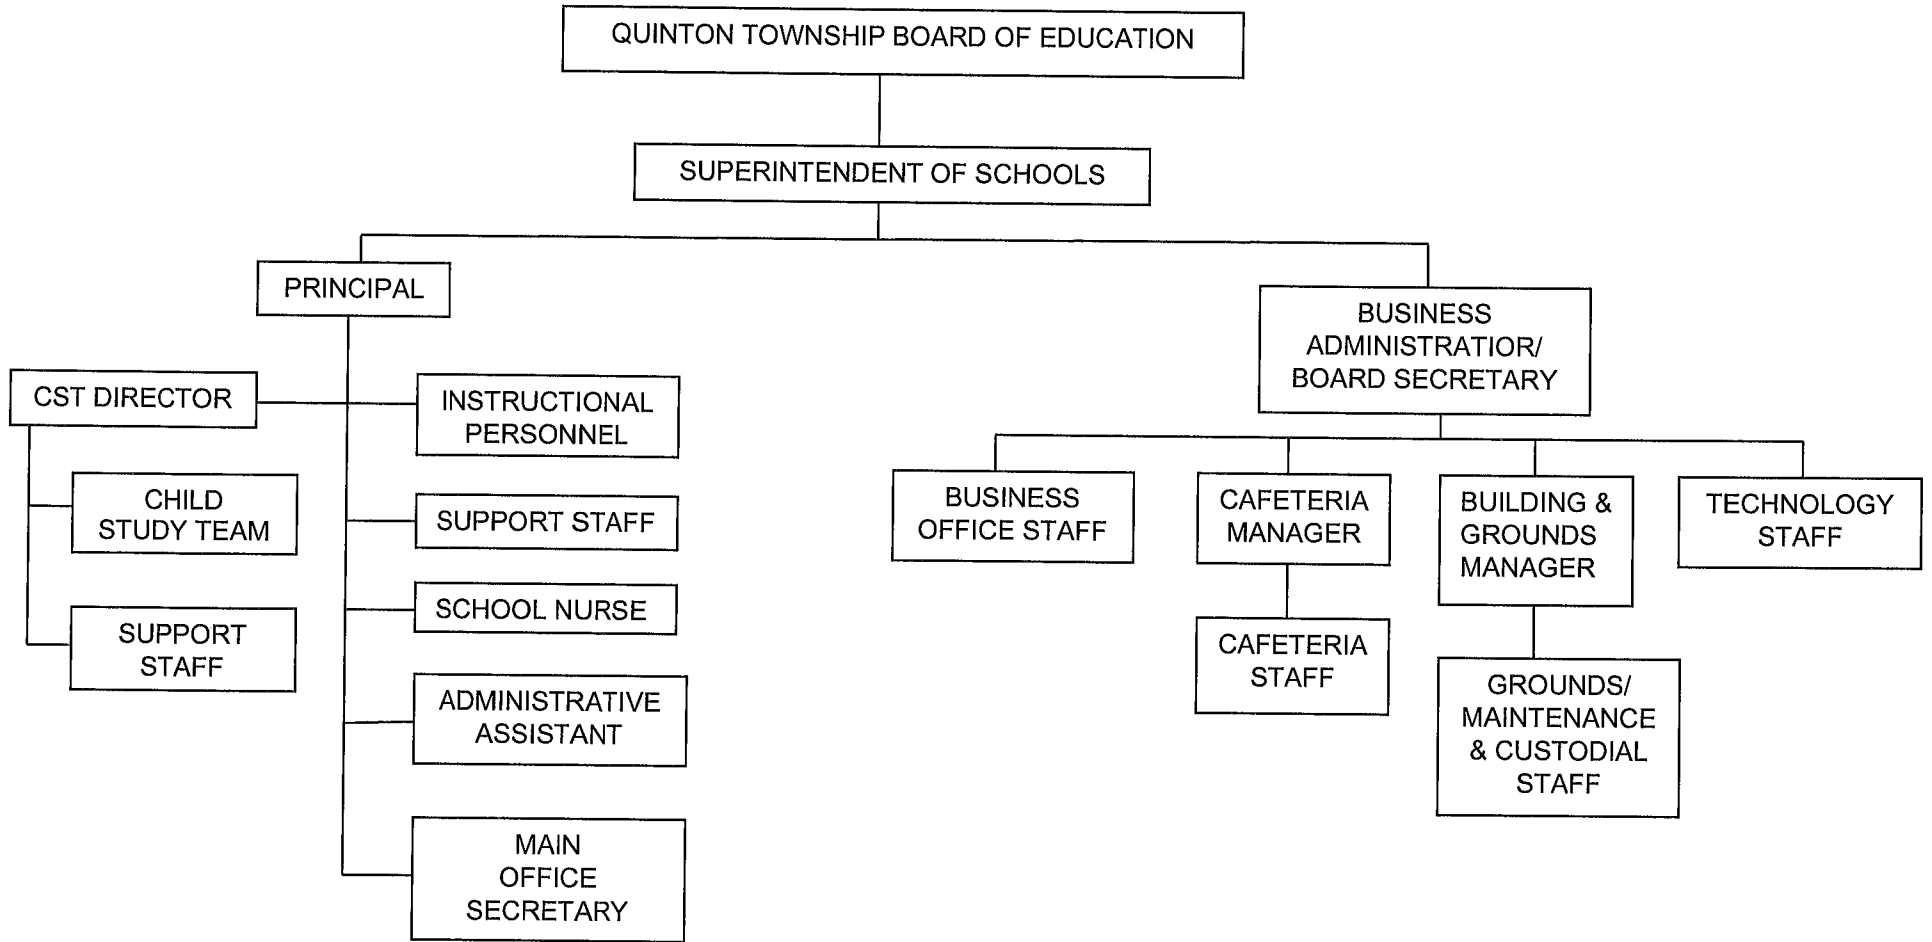 QUINTON TOWNSHIP BOARD OF EDUCATION
SUPERINTENDENT OF SCHOOLS
PRINCIPAL
BUSINESS
ADMINISTRATIOR/
BOARD SECRETARY
CST DIRECTOR
INSTRUCTIONAL
PERSONNEL
CHILD
STUDY TEAM
SUPPORT STAFF
SUPPORT
STAFF
SCHOOL NURSE
ADMINISTRATIVE
ASSISTANT
MAIN
OFFICE
SECRETARY
BUSINESS
OFFICE STAFF
CAFETERIA
MANAGER
BUILDING &
GROUNDS
MANAGER
TECHNOLOGY
STAFF
CAFETERIA
STAFF
GROUNDS/
MAINTENANCE
& CUSTODIAL
STAFF